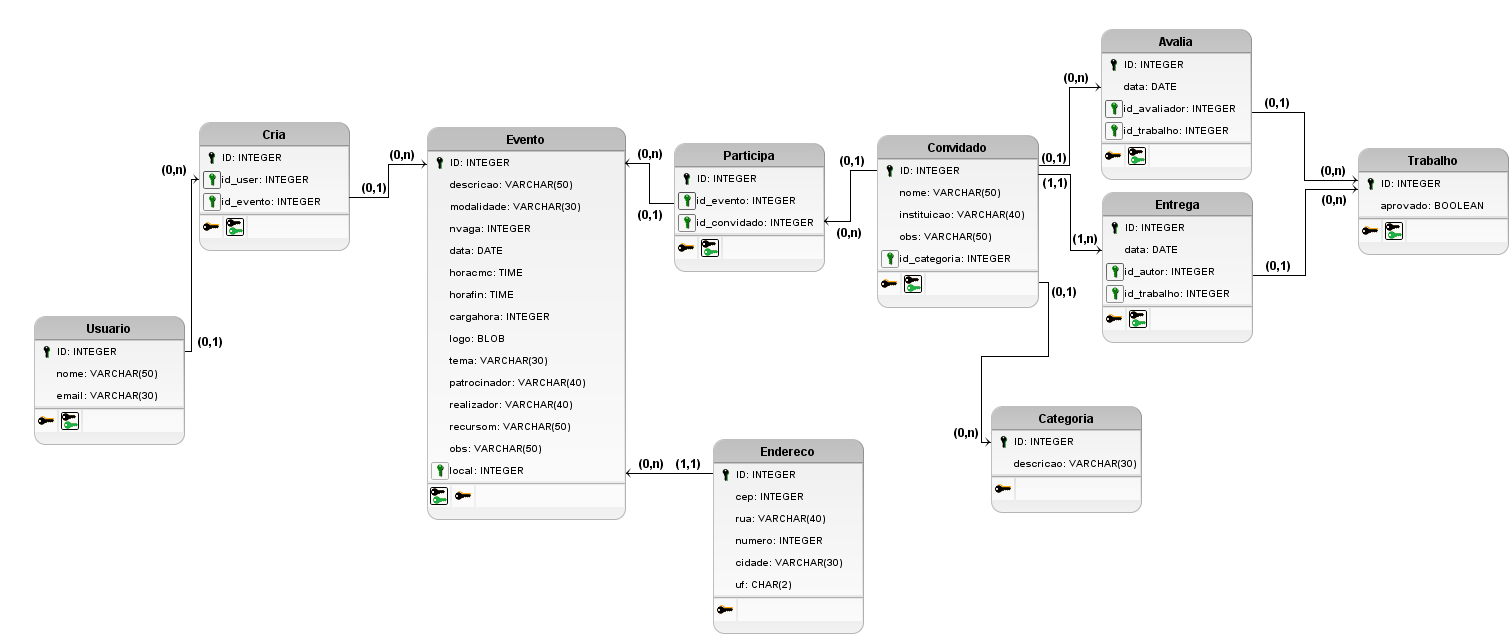 Usuario
ID: INTEGER
nome: VARCHAR(50)
email: VARCHAR(30)
(0,1)
(0,n)
Cria
ID: INTEGER
id_user: INTEGER
id_evento: INTEGER
(0,1)
(0,n)
Evento
ID: INTEGER
descricao: VARCHAR(50)
modalidade: VARCHAR(30)
nvaga: INTEGER
data: DATE
horacmc: TIME
horafin: TIME
cargahora: INTEGER
logo: BLOB
tema: VARCHAR(30)
patrocinador: VARCHAR(40)
realizador: VARCHAR(40)
recursom: VARCHAR(50)
obs: VARCHAR(50)
local: INTEGER
(0,n)
(0,1)
Participa
ID: INTEGER
id_evento: INTEGER
id_convidado: INTEGER
(0,1)
(0,n)
(0,n) (1,1)
Endereco
ID: INTEGER
cep: INTEGER
rua: VARCHAR(40)
numero: INTEGER
cidade: VARCHAR(30)
uf: CHAR(2)
Convidado
ID: INTEGER
nome: VARCHAR(50)
instituicao: VARCHAR(40)
obs: VARCHAR(50)
id_categoria: INTEGER
(0,n)
(0,1)
(1,1)
(1,n)
(0,1)
(0,n)
Categoria
ID: INTEGER
descricao: VARCHAR(30)
Avalia
ID: INTEGER
data: DATE
id_avaliador: INTEGER
id_trabalho: INTEGER
(0,1)
(0,n)
Entrega
ID: INTEGER
data: DATE
id_autor: INTEGER
id_trabalho: INTEGER
(0,1)
(0,n)
Trabalho
ID: INTEGER
aprovado: BOOLEAN